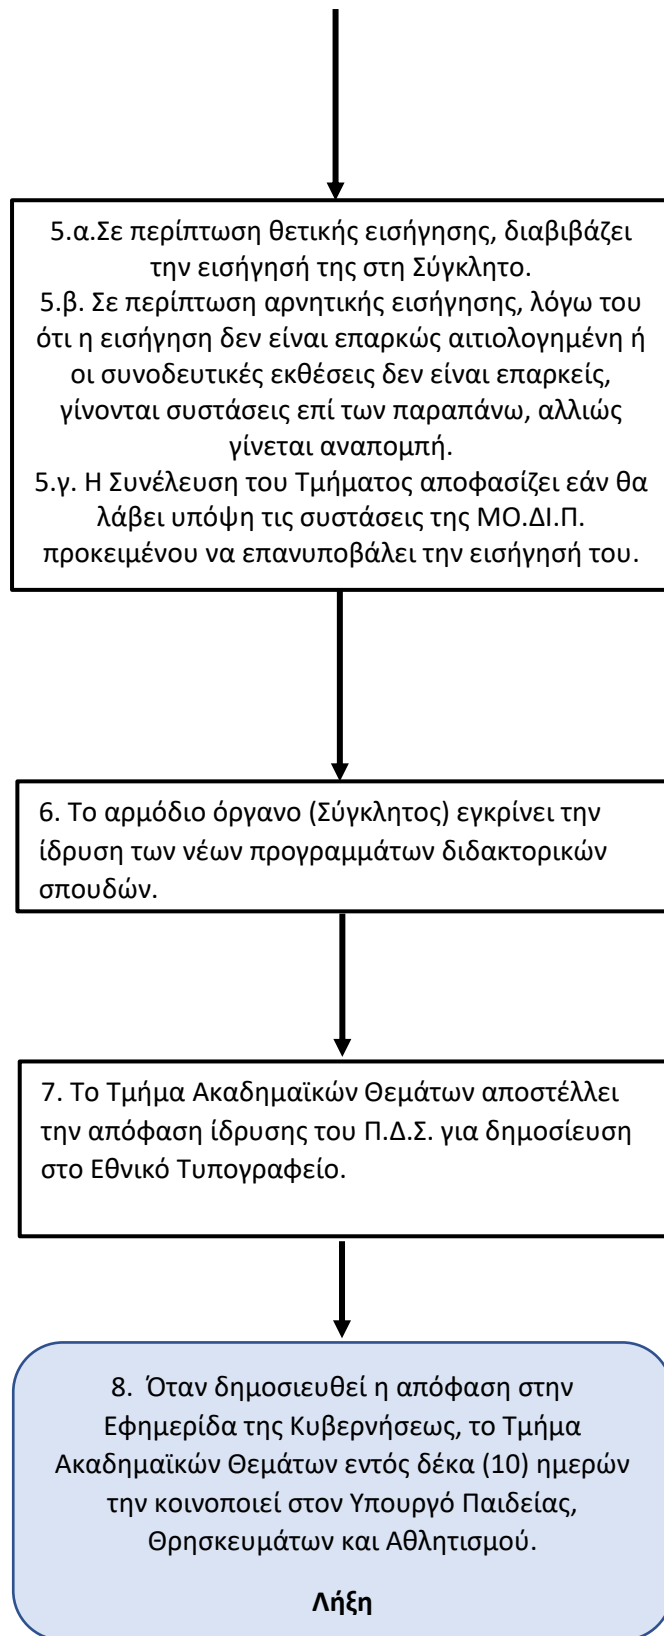 5.α.Σε περίπτωση θετικής εισήγησης, διαβιβάζει
την εισήγησή της στη Σύγκλητο.
5.β. Σε περίπτωση αρνητικής εισήγησης, λόγω του
ότι η εισήγηση δεν είναι επαρκώς αιτιολογημένη ή
οι συνοδευτικές εκθέσεις δεν είναι επαρκείς,
γίνονται συστάσεις επί των παραπάνω, αλλιώς
γίνεται αναπομπή.
5.γ. Η Συνέλευση του Τμήματος αποφασίζει εάν θα
λάβει υπόψη τις συστάσεις της ΜΟ.ΔΙ.Π.
προκειμένου να επανυποβάλει την εισήγησή του.
6. Το αρμόδιο όργανο (Σύγκλητος) εγκρίνει την
ίδρυση των νέων προγραμμάτων διδακτορικών
σπουδών.
7. Το Τμήμα Ακαδημαϊκών Θεμάτων αποστέλλει
την απόφαση ίδρυσης του Π.Δ.Σ. για δημοσίευση
στο Εθνικό Τυπογραφείο.
8. Όταν δημοσιευθεί η απόφαση στην
Εφημερίδα της Κυβερνήσεως, το Τμήμα
Ακαδημαϊκών Θεμάτων εντός δέκα (10) ημερών
την κοινοποιεί στον Υπουργό Παιδείας,
Θρησκευμάτων και Αθλητισμού.
Λήξη